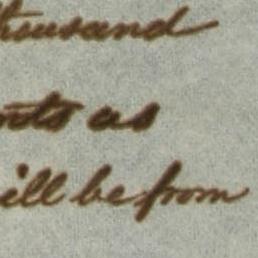 thousand
nts as
ill be from